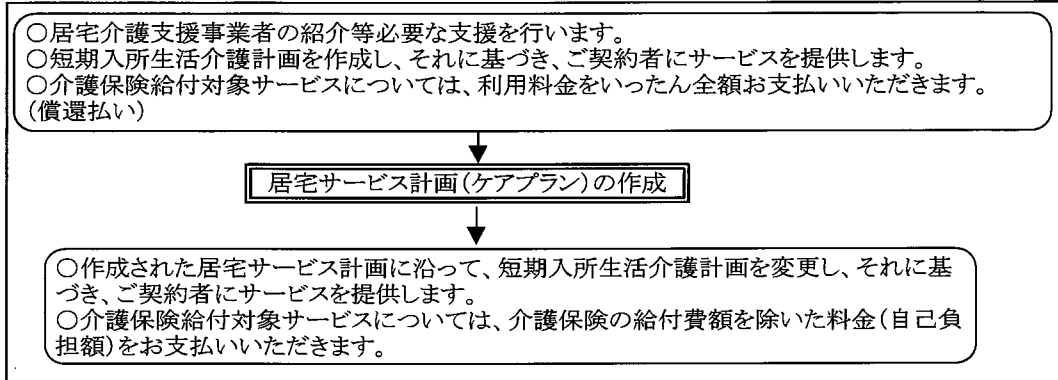 ○居宅介護支援事業者の紹介等必要な支援を行います。
○短期入所生活介護計画を作成し、それに基づき、ご契約者にサービスを提供します。
○介護保険給付対象サービスについては、利用料金をいったん全額お支払いいただきます。
(償還払い)
居宅サービス計画(ケアプラン)の作成
○作成された居宅サービス計画に沿って、短期入所生活介護計画を変更し、それに基
づき、ご契約者にサービスを提供します。
○介護保険給付対象サービスについては、介護保険の給付費額を除いた料金(自己負
担額)をお支払いいただきます。